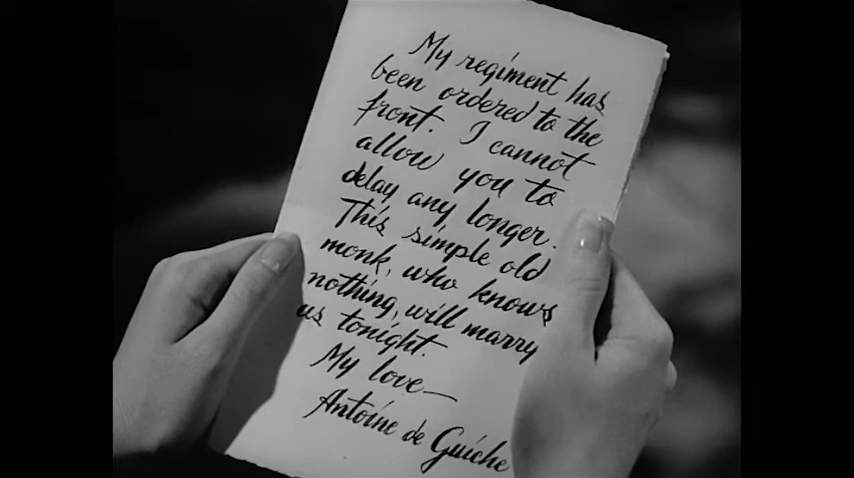 My regiment has
been ordered to the
front. I cannot
allow you to
delay any longer.
This simple old
monk, who knows
nothing, will marry
us tonight.
My love—
Antoine de Guiche